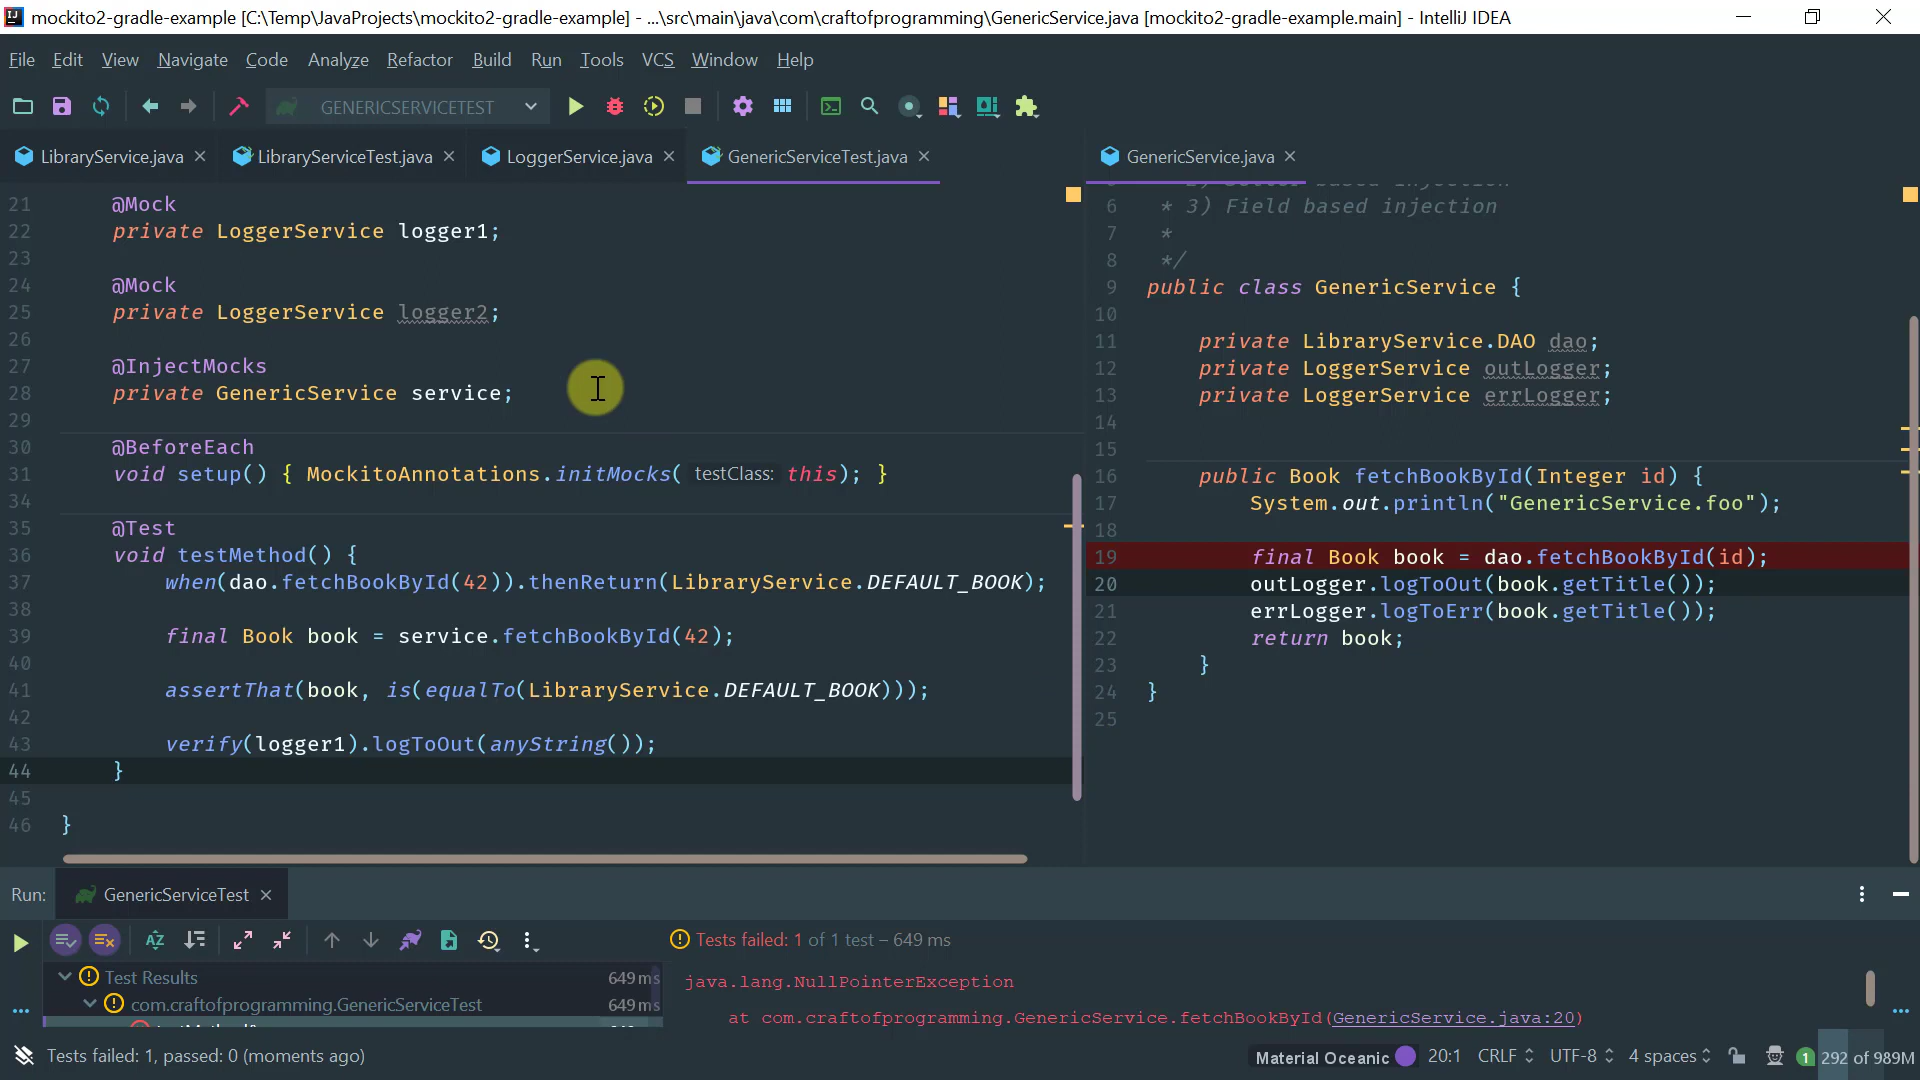 mockito2-gradle-example [C:\Temp\JavaProjects\mockito2-gradle-example] - ...\src\main\java\com\craftofprogramming\GenericService.java [mockito2-gradle-example.main] - IntelliJ IDEA
File Edit View Navigate Code Analyze Refactor Build Run Tools VCS Window Help
GENERICSERVICETEST
LibraryService.java LibraryServiceTest.java LoggerService.java GenericServiceTest.java
21 @Mock
22 private LoggerService logger1;
23
24 @Mock
25 private LoggerService logger2;
26
27 @InjectMocks
28 private GenericService service;
29
30 @BeforeEach
31 void setup() { MockitoAnnotations.initMocks( testClass: this); }
34
35 @Test
36 void testMethod() {
37 when(dao.fetchBookById(42)).thenReturn(LibraryService.DEFAULT_BOOK);
38
39 final Book book = service.fetchBookById(42);
40
41 assertThat(book, is(equalTo(LibraryService.DEFAULT_BOOK)));
42
43 verify(logger1).logToOut(anyString());
44 }
45
46 }
GenericService.java
6 * 3) Field based injection
7 *
8 */
9 public class GenericService {
10
11 private LibraryService.DAO dao;
12 private LoggerService outLogger;
13 private LoggerService errLogger;
14
15
16 public Book fetchBookById(Integer id) {
17 System.out.println("GenericService.foo");
18
19 final Book book = dao.fetchBookById(id);
20 outLogger.logToOut(book.getTitle());
21 errLogger.logToErr(book.getTitle());
22 return book;
23 }
24 }
25
Run: GenericServiceTest
Tests failed: 1 of 1 test – 649 ms
Test Results 649 ms
com.craftofprogramming.GenericServiceTest 649 ms
java.lang.NullPointerException
at com.craftofprogramming.GenericService.fetchBookById(GenericService.java:20)
Tests failed: 1, passed: 0 (moments ago)
Material Oceanic 20:1 CRLF UTF-8 4 spaces 1 292 of 989M